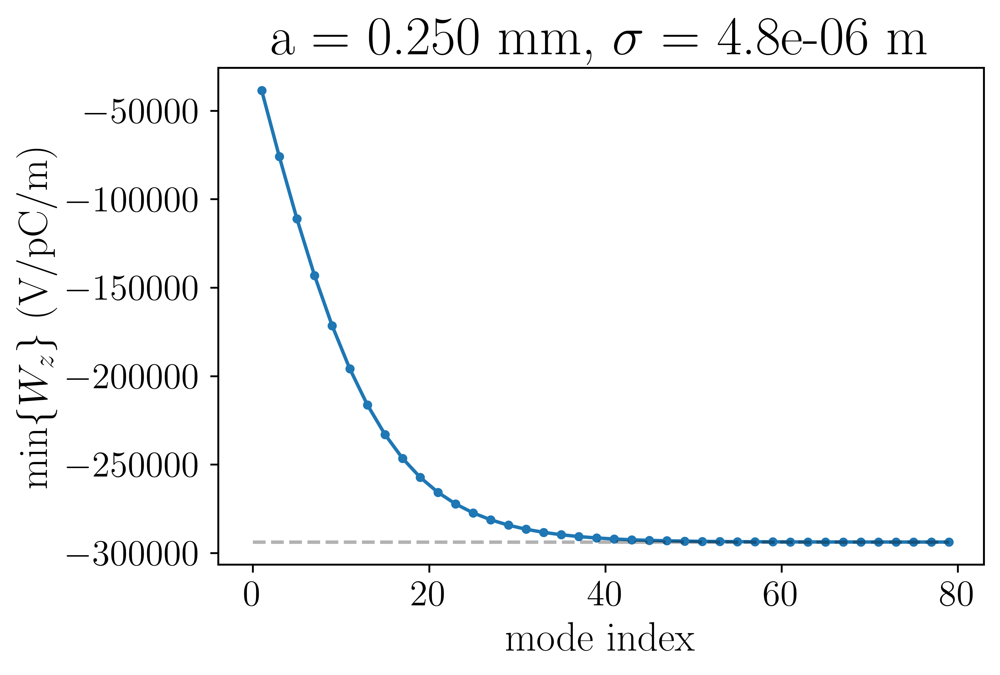 a = 0.250 mm, σ = 4.8e-06 m
min{W_z} (V/pC/m)
−50000
−100000
−150000
−200000
−250000
−300000
0 20 40 60 80
mode index